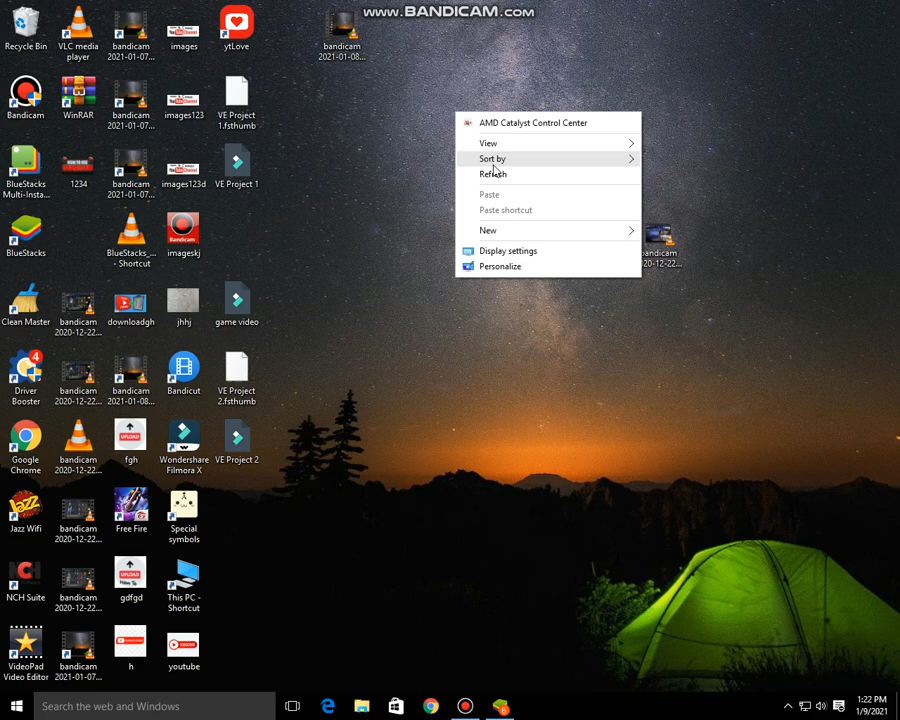 www.BANDICAM.com
Recycle Bin
VLC media
player
bandicam
2021-01-07...
images
ytLove
bandicam
2021-01-08...
Bandicam
WinRAR
bandicam
2021-01-07...
images123
VE Project
1.fsthumb
BlueStacks
Multi-Insta...
1234
bandicam
2021-01-07...
images123d
VE Project 1
BlueStacks
BlueStacks_...
- Shortcut
Bandicam
imageskj
Clean Master
bandicam
2020-12-22...
downloadgh
jhhj
game video
4
Driver
Booster
bandicam
2020-12-22...
bandicam
2021-01-08...
Bandicut
VE Project
2.fsthumb
Google
Chrome
bandicam
2020-12-22...
UPLOAD
fgh
Wondershare
Filmora X
VE Project 2
Jazz
Jazz Wifi
bandicam
2020-12-22...
Free Fire
Special
symbols
NCH
NCH Suite
bandicam
2020-12-22...
UPLOAD
gdfgd
This PC -
Shortcut
VideoPad
Video Editor
bandicam
2021-01-07...
h
youtube
AMD Catalyst Control Center
View
Sort by
Refresh
Paste
Paste shortcut
New
Display settings
Personalize
bandicam
2020-12-22...
Search the web and Windows
6
1:22 PM
1/9/2021